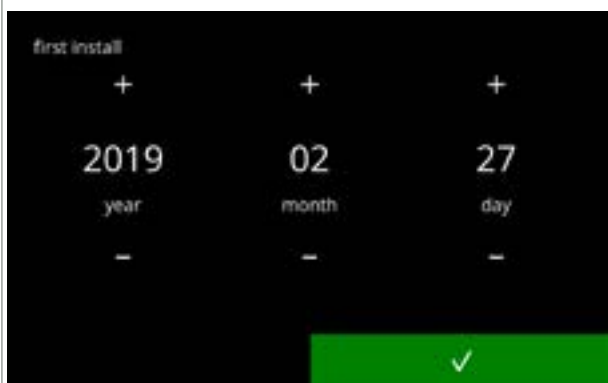 first install
+ + +
2019 02 27
year month day
- - -
✓